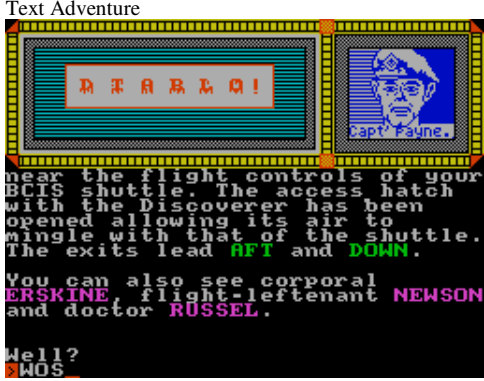 Text Adventure
DIABLO!
Capt' Payne.
near the flight controls of your
BCIS shuttle. The access hatch
with the Discoverer has been
opened allowing its air to
mingle with that of the shuttle.
The exits lead AFT and DOWN.
You can also see corporal
ERSKINE, flight-leftenant NEWSON
and doctor RUSSEL.
Well?
>WOS_